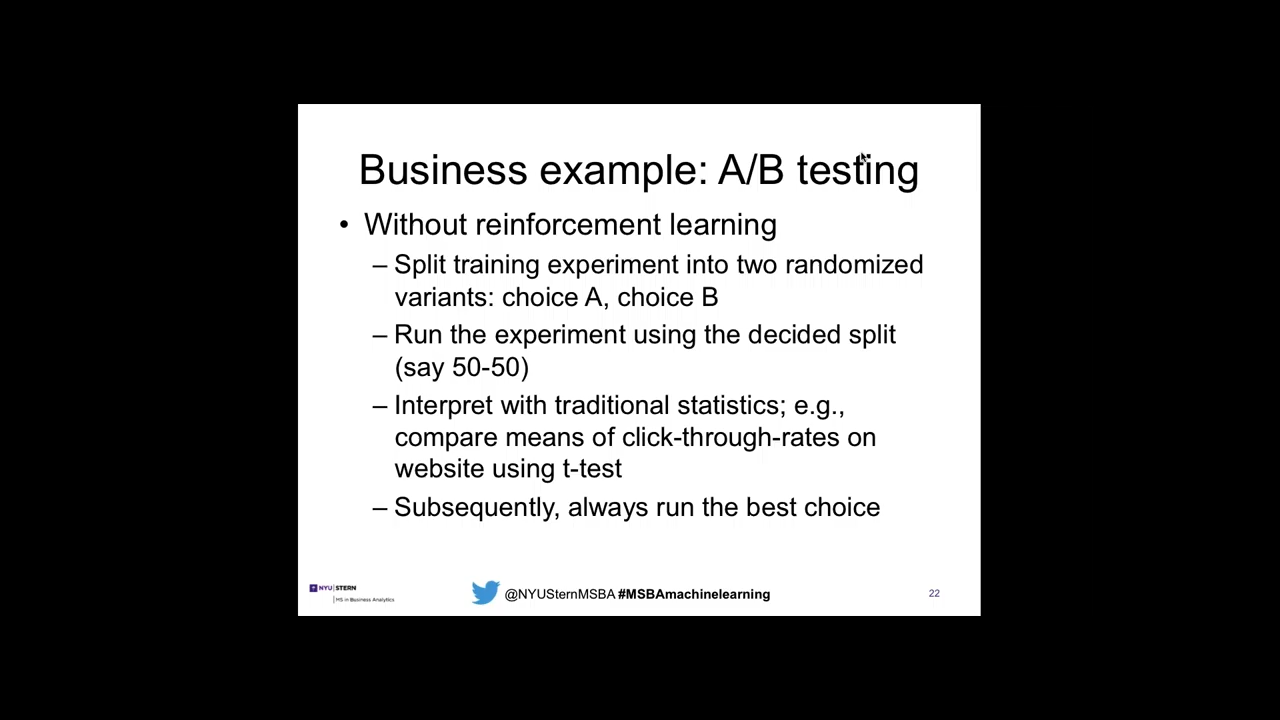 Business example: A/B testing
• Without reinforcement learning
– Split training experiment into two randomized
variants: choice A, choice B
– Run the experiment using the decided split
(say 50-50)
– Interpret with traditional statistics; e.g.,
compare means of click-through-rates on
website using t-test
– Subsequently, always run the best choice
NYU STERN
MS in Business Analytics
@NYUSternMSBA #MSBAmachinelearning
22